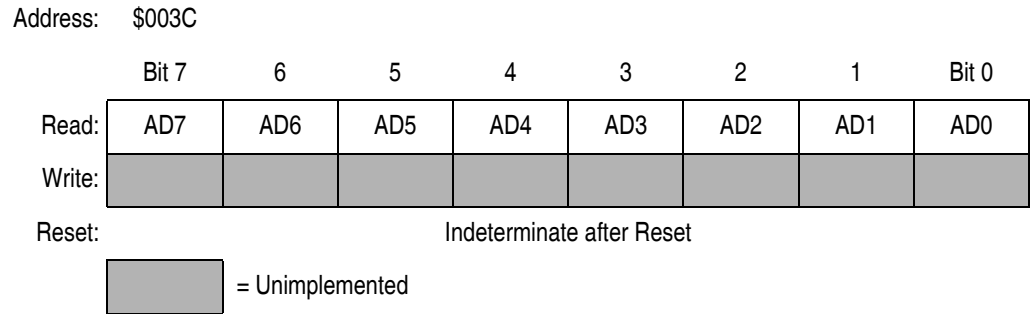 Address: $003C
Bit 7 6 5 4 3 2 1 Bit 0
Read: AD7 AD6 AD5 AD4 AD3 AD2 AD1 AD0
Write:
Reset: Indeterminate after Reset
= Unimplemented